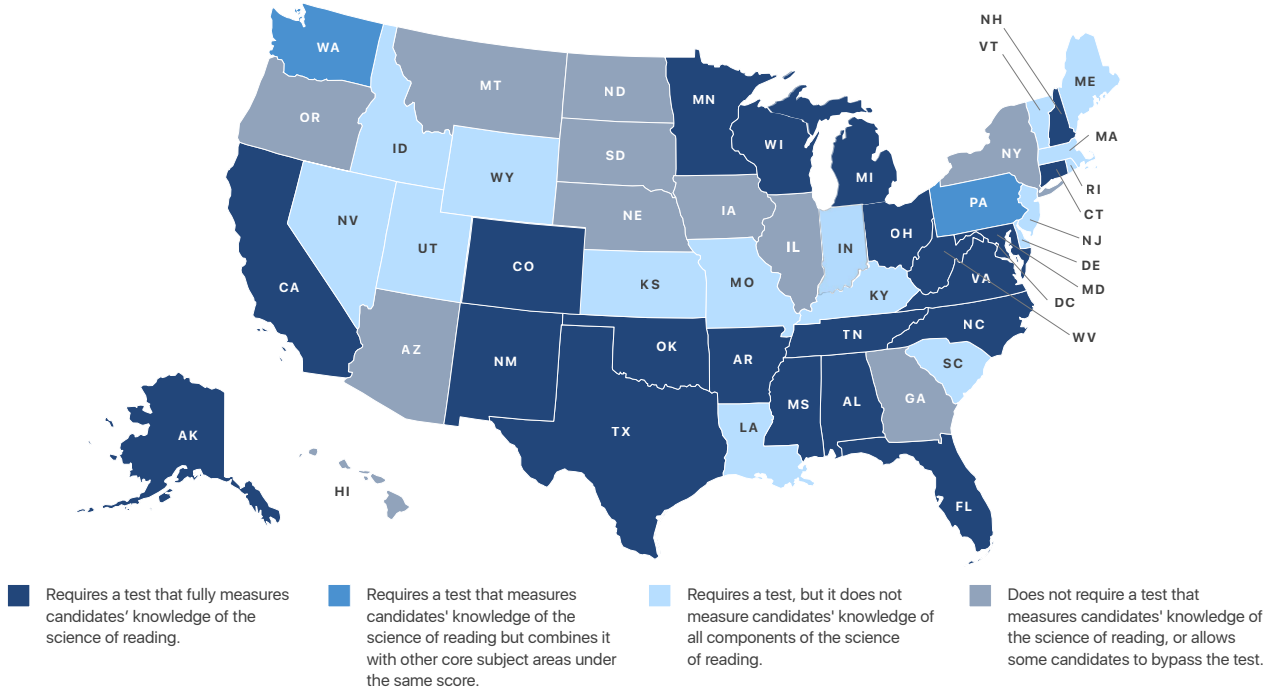 NH
WA
VT
ME
MT
ND
MN
OR
MA
WI
ID
NY
SD
WY
MI
RI
PA
IA
NE
CT
NV
OH
NJ
UT
IL
IN
CO
DE
VA
KS
MO
CA
MD
KY
DC
NC
TN
WV
OK
AZ
AR
NM
SC
GA
MS
AL
LA
TX
AK
HI
FL
Requires a test that fully measures
candidates’ knowledge of the
science of reading.
Requires a test that measures
candidates' knowledge of the
science of reading but combines it
with other core subject areas under
the same score.
Requires a test, but it does not
measure candidates' knowledge of
all components of the science
of reading.
Does not require a test that
measures candidates' knowledge of
the science of reading, or allows
some candidates to bypass the test.